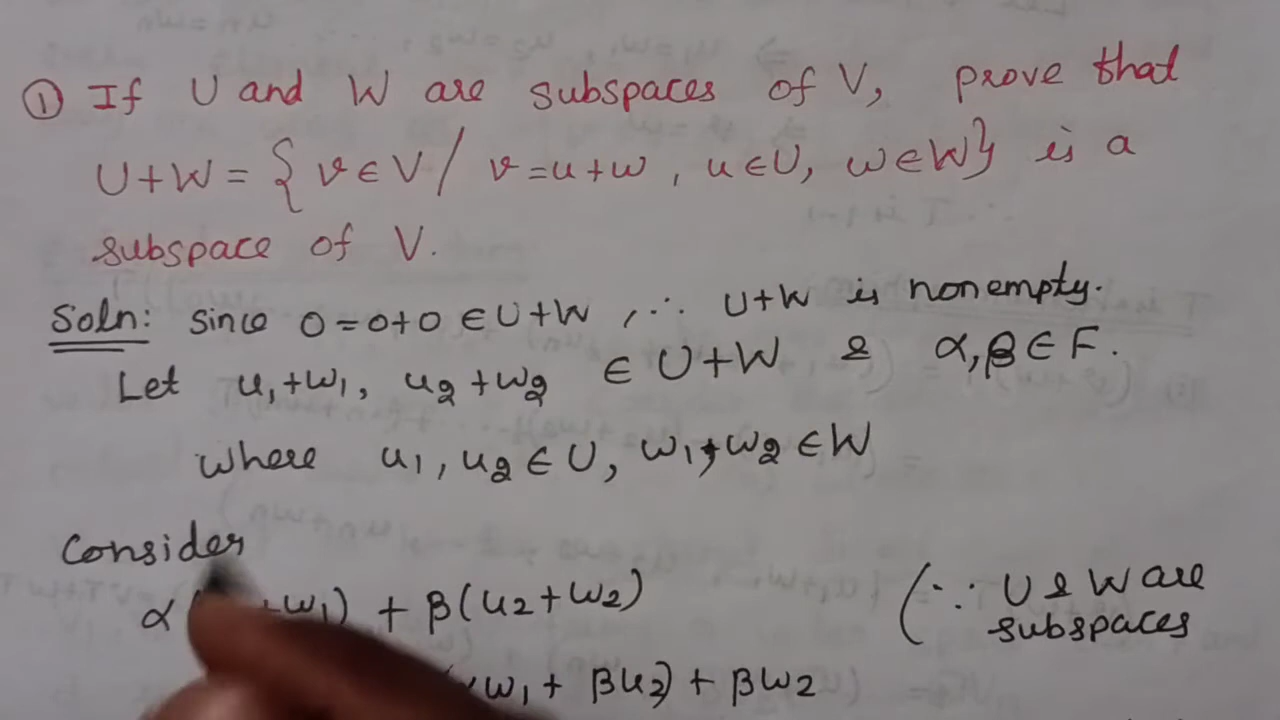 ① If U and W are subspaces of V, prove that
U+W = { v∈V / v=u+w, u∈U, w∈W} is a
subspace of V.
Soln: since 0=0+0 ∈U+W, ∴ U+W is nonempty.
Let u₁+w₁, u₂+w₂ ∈ U+W & α,β∈F.
where u₁, u₂∈U, w₁,w₂∈W
Consider
α( +w₁) + β(u₂+w₂) (∵ U & W are
subspaces
w₁ + βu₂) + βw₂